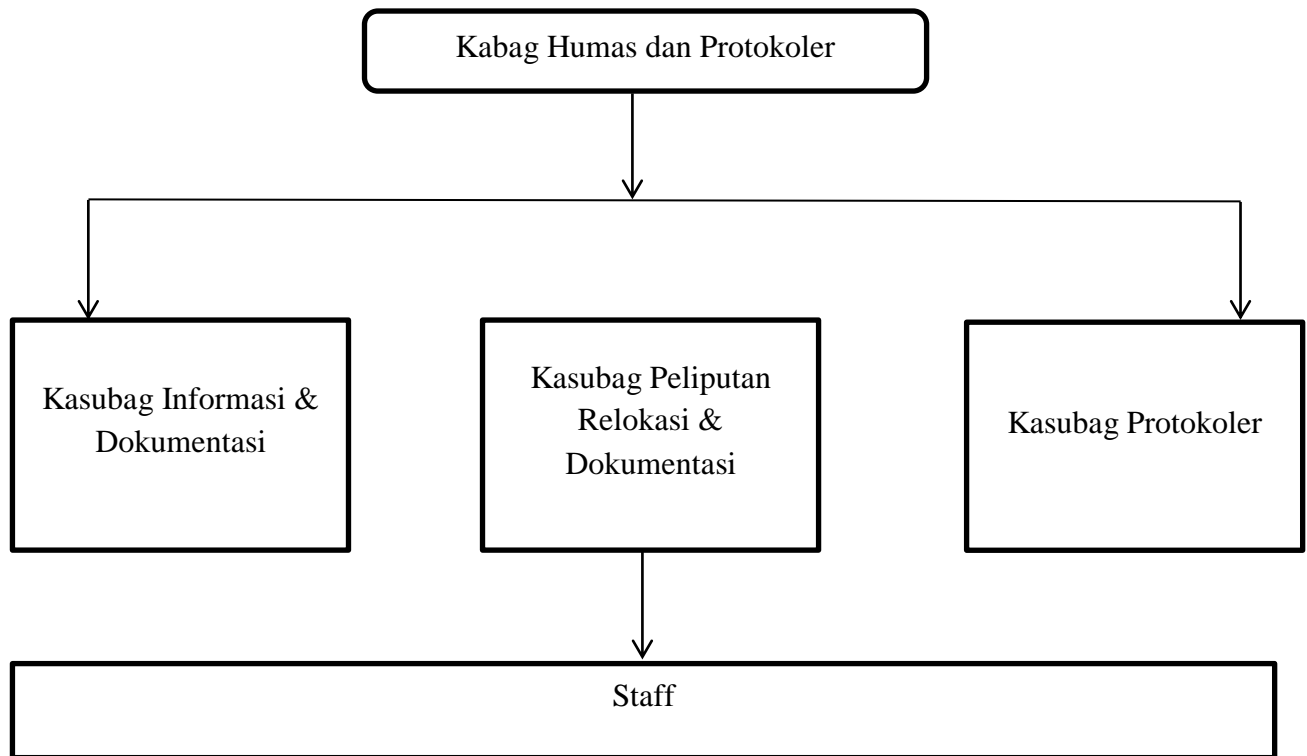 Kabag Humas dan Protokoler
Kasubag Informasi &
Dokumentasi
Kasubag Peliputan
Relokasi &
Dokumentasi
Kasubag Protokoler
Staff